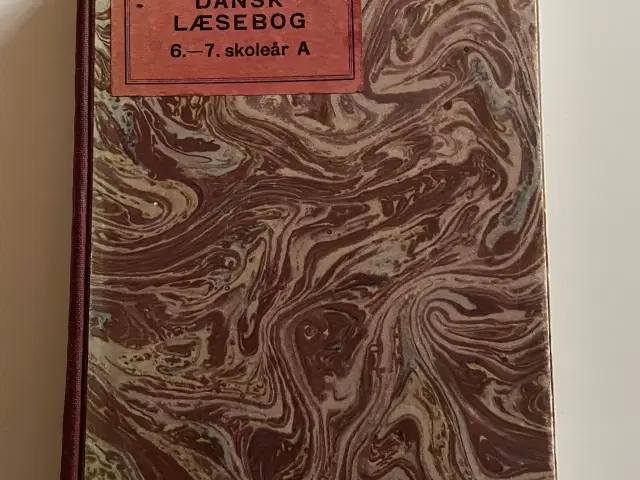 DANSK
LÆSEBOG
6.—7. skoleår A